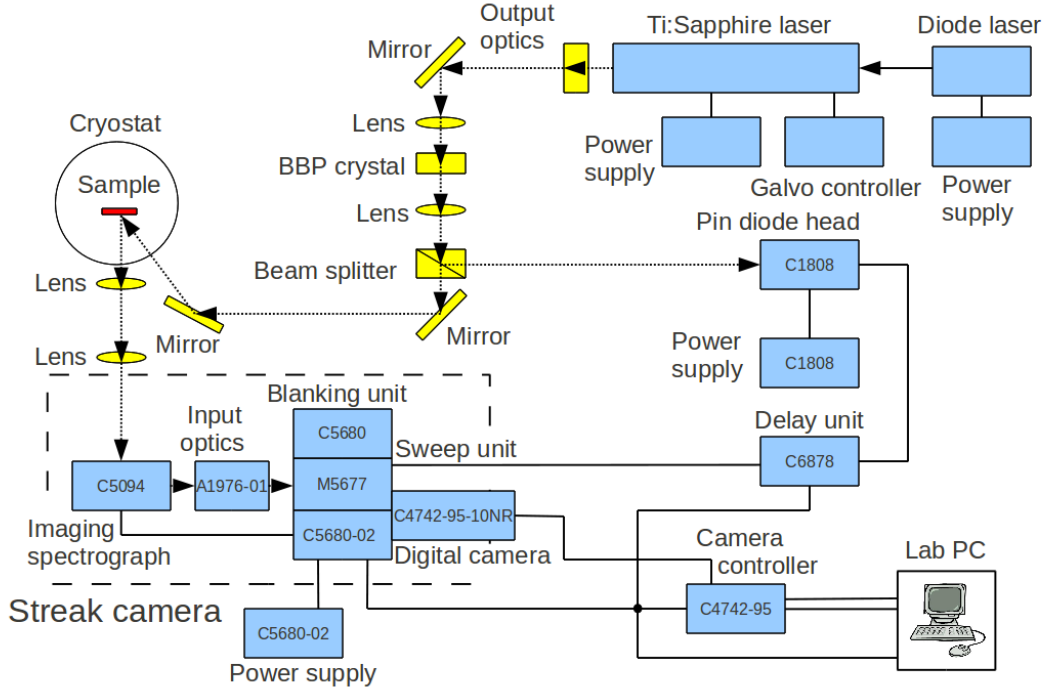 Output
optics
Ti:Sapphire laser
Diode laser
Mirror
Cryostat
Lens
Power
supply
Galvo controller
Power
supply
Sample
BBP crystal
Lens
Pin diode head
Beam splitter
C1808
Lens
Mirror
Mirror
Power
supply
C1808
Lens
Blanking unit
Input
optics
C5680
Delay unit
Sweep unit
C5094
A1976-01
M5677
C6878
C4742-95-10NR
Imaging
spectrograph
C5680-02
Digital camera
Camera
controller
Lab PC
Streak camera
C4742-95
C5680-02
Power supply